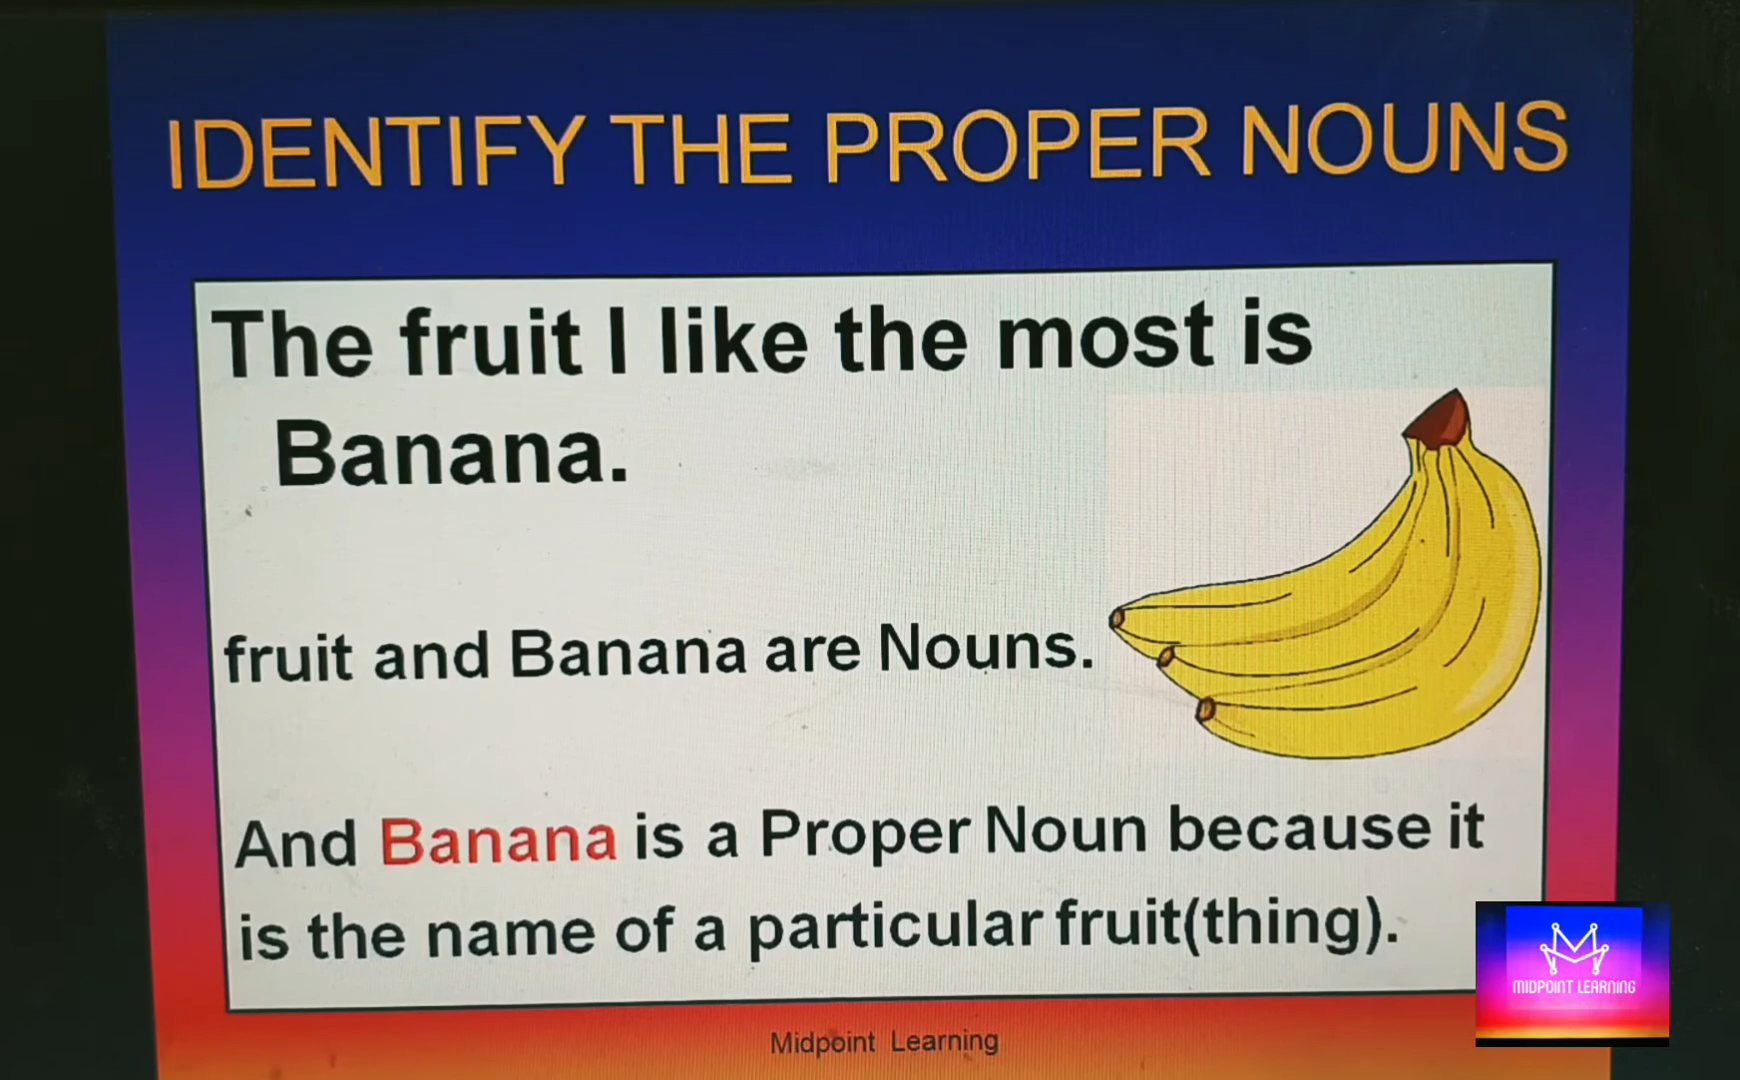 IDENTIFY THE PROPER NOUNS
The fruit I like the most is
Banana.
fruit and Banana are Nouns.
And Banana is a Proper Noun because it
is the name of a particular fruit(thing).
Midpoint Learning
MIDPOINT LEARNING